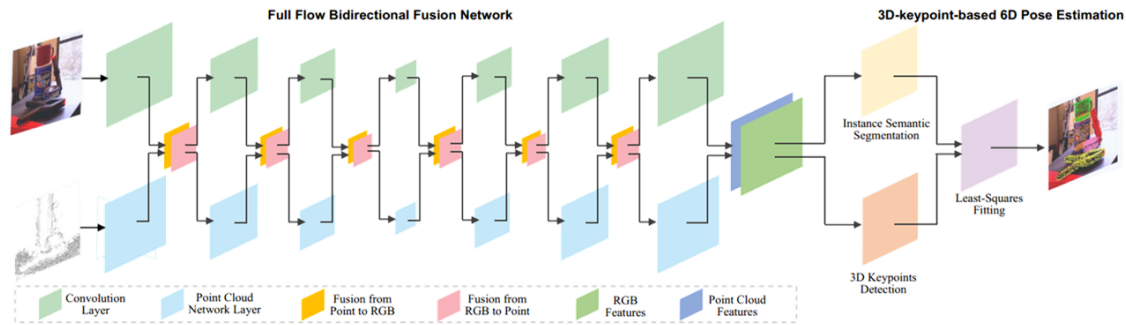 Full Flow Bidirectional Fusion Network
3D-keypoint-based 6D Pose Estimation
Instance Semantic
Segmentation
Least-Squares
Fitting
3D Keypoints
Detection
Convolution
Layer
Point Cloud
Network Layer
Fusion from
Point to RGB
Fusion from
RGB to Point
RGB
Features
Point Cloud
Features